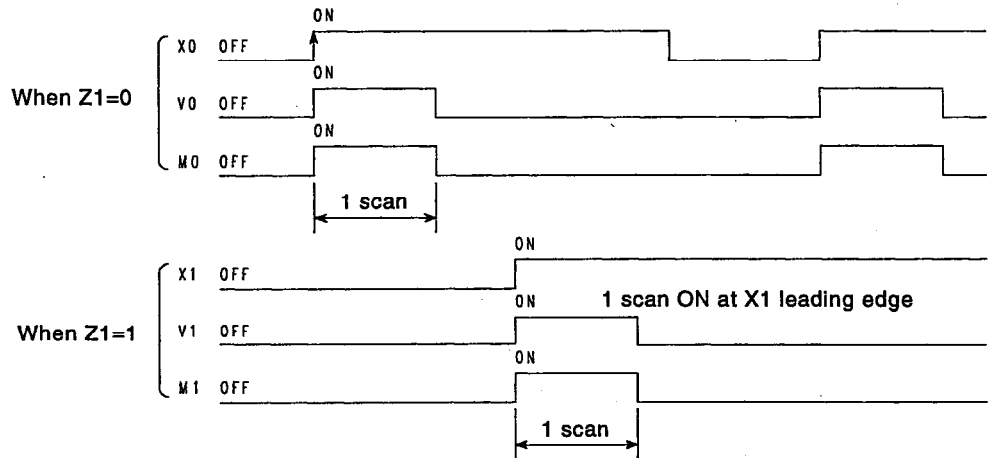 ON
X0 OFF
ON
When Z1=0
V0 OFF
ON
M0 OFF
1 scan
ON
X1 OFF
1 scan ON at X1 leading edge
ON
When Z1=1
V1 OFF
ON
M1 OFF
1 scan